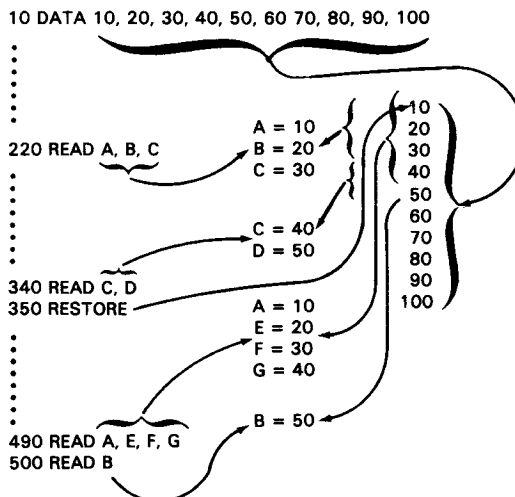 10 DATA 10, 20, 30, 40, 50, 60, 70, 80, 90, 100
220 READ A, B, C
A = 10
B = 20
C = 30
10
20
30
40
50
60
70
80
90
100
C = 40
D = 50
340 READ C, D
350 RESTORE
A = 10
E = 20
F = 30
G = 40
490 READ A, E, F, G
500 READ B
B = 50